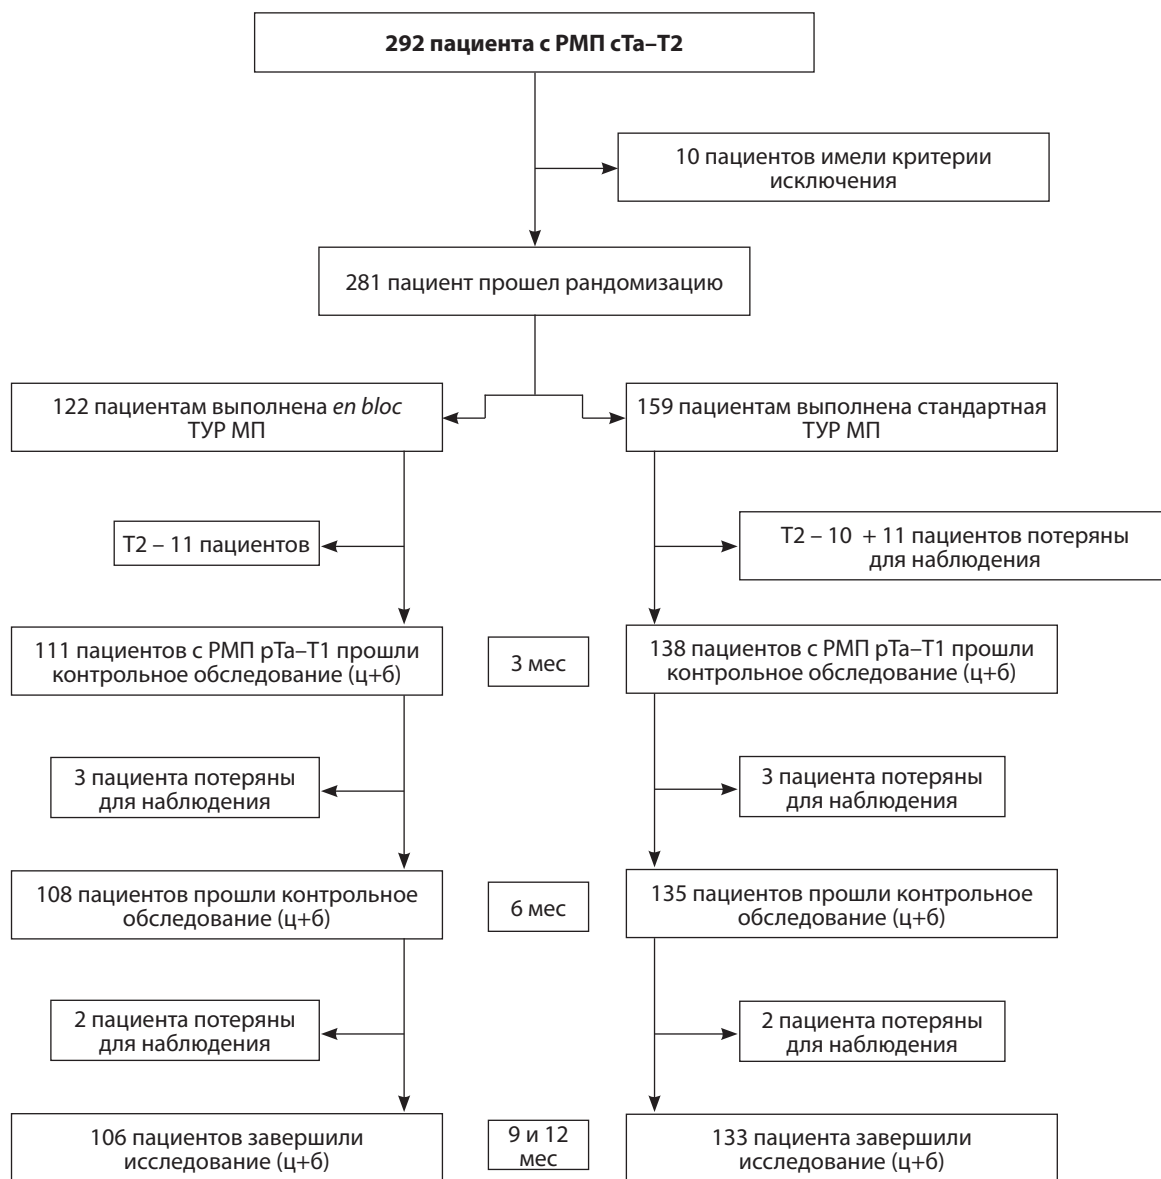 292 пациента с РМП cTa–T2
10 пациентов имели критерии
исключения
281 пациент прошел рандомизацию
122 пациентам выполнена en bloc
ТУР МП
159 пациентам выполнена стандартная
ТУР МП
T2 – 11 пациентов
T2 – 10 + 11 пациентов потеряны
для наблюдения
111 пациентов с РМП pTa–T1 прошли
контрольное обследование (ц+б)
3 мес
138 пациентов с РМП pTa–T1 прошли
контрольное обследование (ц+б)
3 пациента потеряны
для наблюдения
3 пациента потеряны
для наблюдения
108 пациентов прошли контрольное
обследование (ц+б)
6 мес
135 пациентов прошли контрольное
обследование (ц+б)
2 пациента потеряны
для наблюдения
2 пациента потеряны
для наблюдения
106 пациентов завершили
исследование (ц+б)
9 и 12
мес
133 пациента завершили
исследование (ц+б)